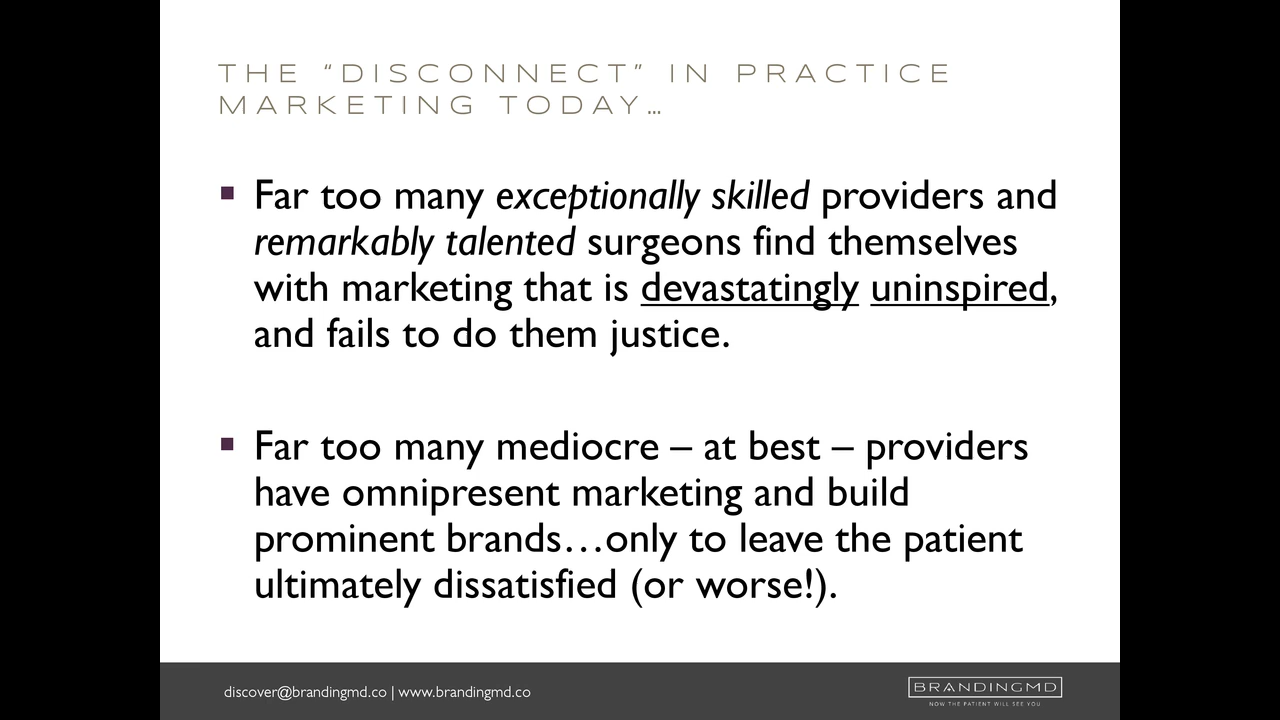 THE “DISCONNECT” IN PRACTICE
MARKETING TODAY…
▪ Far too many exceptionally skilled providers and
remarkably talented surgeons find themselves
with marketing that is devastatingly uninspired,
and fails to do them justice.
▪ Far too many mediocre – at best – providers
have omnipresent marketing and build
prominent brands…only to leave the patient
ultimately dissatisfied (or worse!).
discover@brandingmd.co | www.brandingmd.co
BRANDINGMD
NOW THE PATIENT WILL SEE YOU